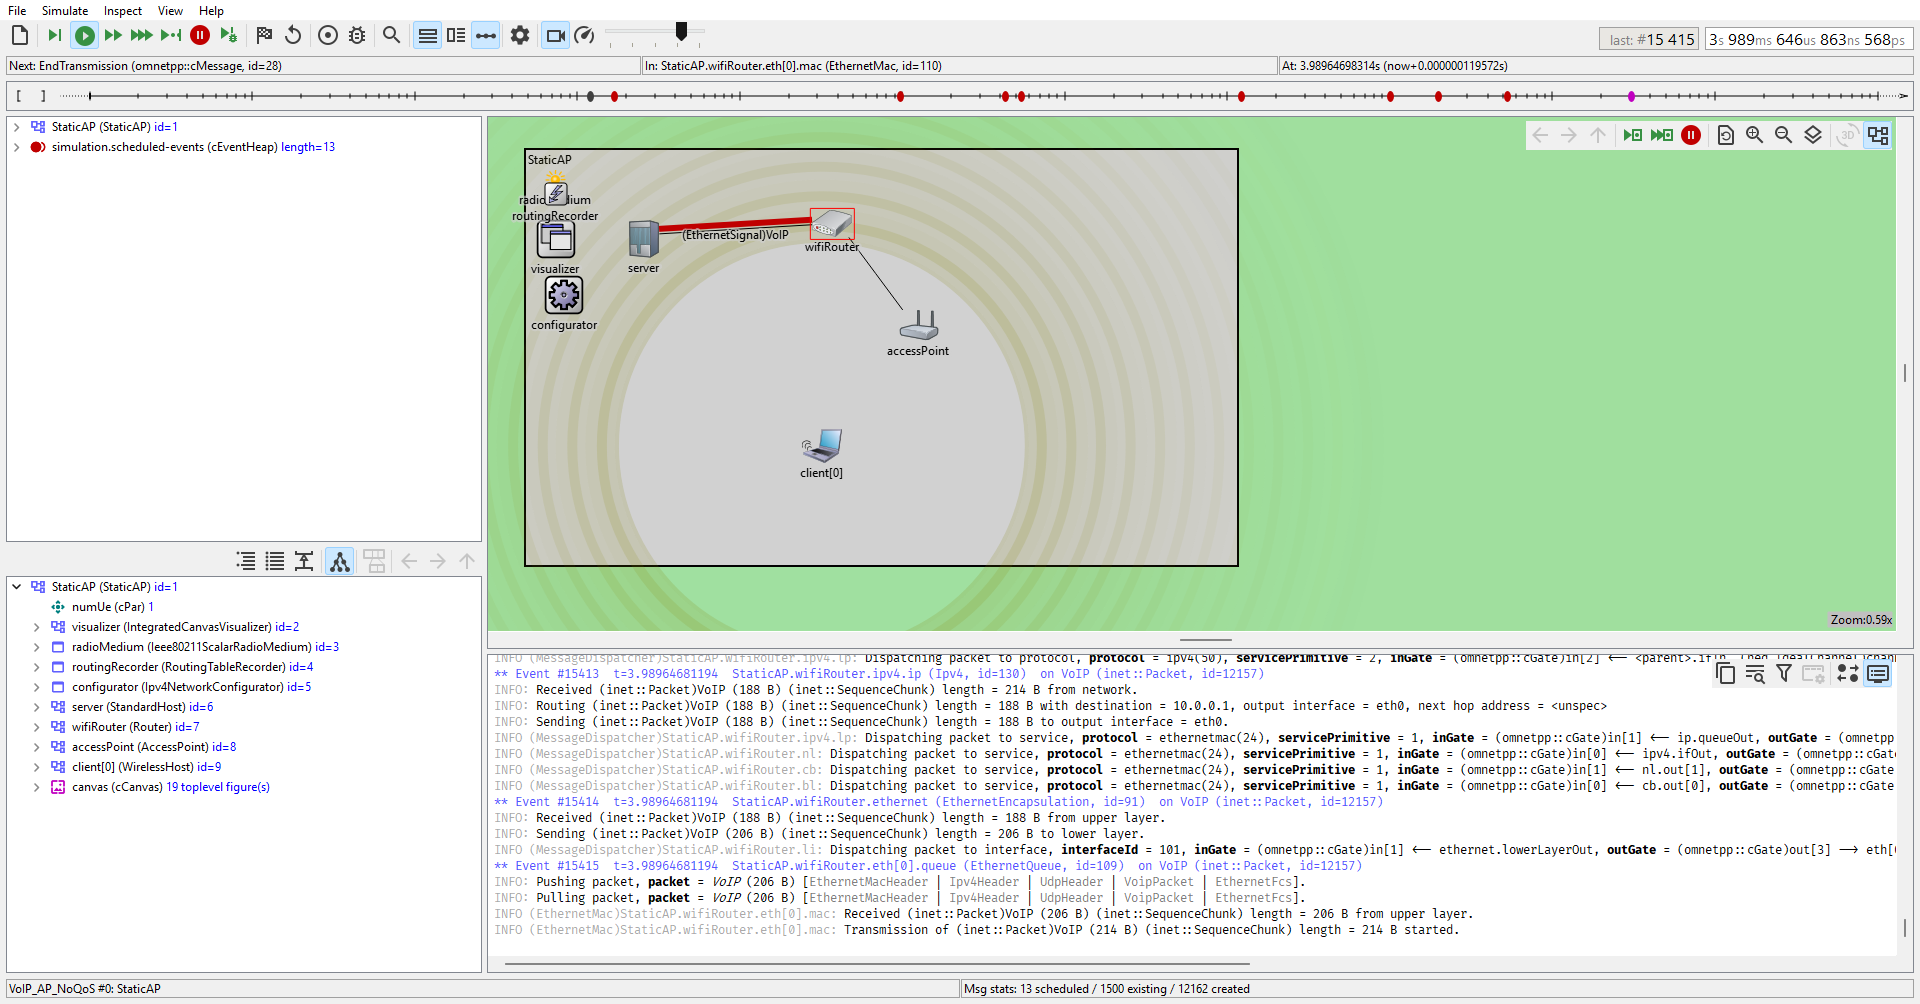 File Simulate Inspect View Help
last: #15 415
3s 989ms 646us 863ns 568ps
Next: EndTransmission (omnetpp::cMessage, id=28)
In: StaticAP.wifiRouter.eth[0].mac (EthernetMac, id=110)
At: 3.98964698314s (now+0.000000119572s)
[ ]
StaticAP (StaticAP) id=1
simulation.scheduled-events (cEventHeap) length=13
StaticAP (StaticAP) id=1
numUe (cPar) 1
visualizer (IntegratedCanvasVisualizer) id=2
radioMedium (Ieee80211ScalarRadioMedium) id=3
routingRecorder (RoutingTableRecorder) id=4
configurator (Ipv4NetworkConfigurator) id=5
server (StandardHost) id=6
wifiRouter (Router) id=7
accessPoint (AccessPoint) id=8
client[0] (WirelessHost) id=9
canvas (cCanvas) 19 toplevel figure(s)
3D
StaticAP
routingRecorder
visualizer
configurator
server
(EthernetSignal)VoIP
wifiRouter
accessPoint
client[0]
Zoom:0.59x
INFO (MessageDispatcher)StaticAP.wifiRouter.ipv4.lp: Dispatching packet to protocol, protocol = ipv4(50), servicePrimitive = 2, inGate = (omnetpp::cGate)in[2] <--
** Event #15413 t=3.98964681194 StaticAP.wifiRouter.ipv4.ip (Ipv4, id=130) on VoIP (inet::Packet, id=12157)
INFO: Received (inet::Packet)VoIP (188 B) (inet::SequenceChunk) length = 214 B from network.
INFO: Routing (inet::Packet)VoIP (188 B) (inet::SequenceChunk) length = 188 B with destination = 10.0.0.1, output interface = eth0, next hop address = <unspec>
INFO: Sending (inet::Packet)VoIP (188 B) (inet::SequenceChunk) length = 188 B to output interface = eth0.
INFO (MessageDispatcher)StaticAP.wifiRouter.ipv4.lp: Dispatching packet to service, protocol = ethernetmac(24), servicePrimitive = 1, inGate = (omnetpp::cGate)in[1] <-- ip.queueOut, outGate = (omnetpp
INFO (MessageDispatcher)StaticAP.wifiRouter.nl: Dispatching packet to service, protocol = ethernetmac(24), servicePrimitive = 1, inGate = (omnetpp::cGate)in[0] <-- ipv4.ifOut, outGate = (omnetpp::cGate
INFO (MessageDispatcher)StaticAP.wifiRouter.cb: Dispatching packet to service, protocol = ethernetmac(24), servicePrimitive = 1, inGate = (omnetpp::cGate)in[1] <-- nl.out[1], outGate = (omnetpp::cGate
INFO (MessageDispatcher)StaticAP.wifiRouter.bl: Dispatching packet to service, protocol = ethernetmac(24), servicePrimitive = 1, inGate = (omnetpp::cGate)in[0] <-- cb.out[0], outGate = (omnetpp::cGate
** Event #15414 t=3.98964681194 StaticAP.wifiRouter.ethernet (EthernetEncapsulation, id=91) on VoIP (inet::Packet, id=12157)
INFO: Received (inet::Packet)VoIP (188 B) (inet::SequenceChunk) length = 188 B from upper layer.
INFO: Sending (inet::Packet)VoIP (206 B) (inet::SequenceChunk) length = 206 B to lower layer.
INFO (MessageDispatcher)StaticAP.wifiRouter.li: Dispatching packet to interface, interfaceId = 101, inGate = (omnetpp::cGate)in[1] <-- ethernet.lowerLayerOut, outGate = (omnetpp::cGate)out[3] --> eth[
** Event #15415 t=3.98964681194 StaticAP.wifiRouter.eth[0].queue (EthernetQueue, id=109) on VoIP (inet::Packet, id=12157)
INFO: Pushing packet, packet = VoIP (206 B) [EthernetMacHeader | Ipv4Header | UdpHeader | VoipPacket | EthernetFcs].
INFO: Pulling packet, packet = VoIP (206 B) [EthernetMacHeader | Ipv4Header | UdpHeader | VoipPacket | EthernetFcs].
INFO (EthernetMac)StaticAP.wifiRouter.eth[0].mac: Received (inet::Packet)VoIP (206 B) (inet::SequenceChunk) length = 206 B from upper layer.
INFO (EthernetMac)StaticAP.wifiRouter.eth[0].mac: Transmission of (inet::Packet)VoIP (214 B) (inet::SequenceChunk) length = 214 B started.
VoIP_AP_NoQoS #0: StaticAP
Msg stats: 13 scheduled / 1500 existing / 12162 created